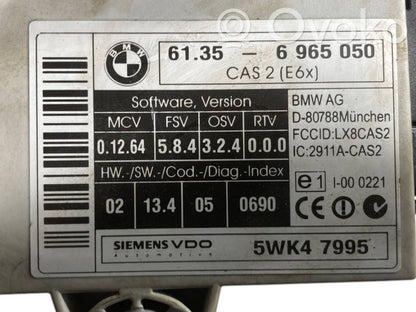 Ovoko
BMW
61.35 - 6 965 050
CAS 2 (E6x)
Software, Version
MCV FSV OSV RTV
0.12.64 5.8.4 3.2.4 0.0.0
HW.-/SW.-/Cod.-/Diag.-Index
02 13.4 05 0690
BMW AG
D-80788München
FCCID:LX8CAS2
IC:2911A-CAS2
e1 I-00 0221
CE
SIEMENS VDO
Automotive
5WK4 7995